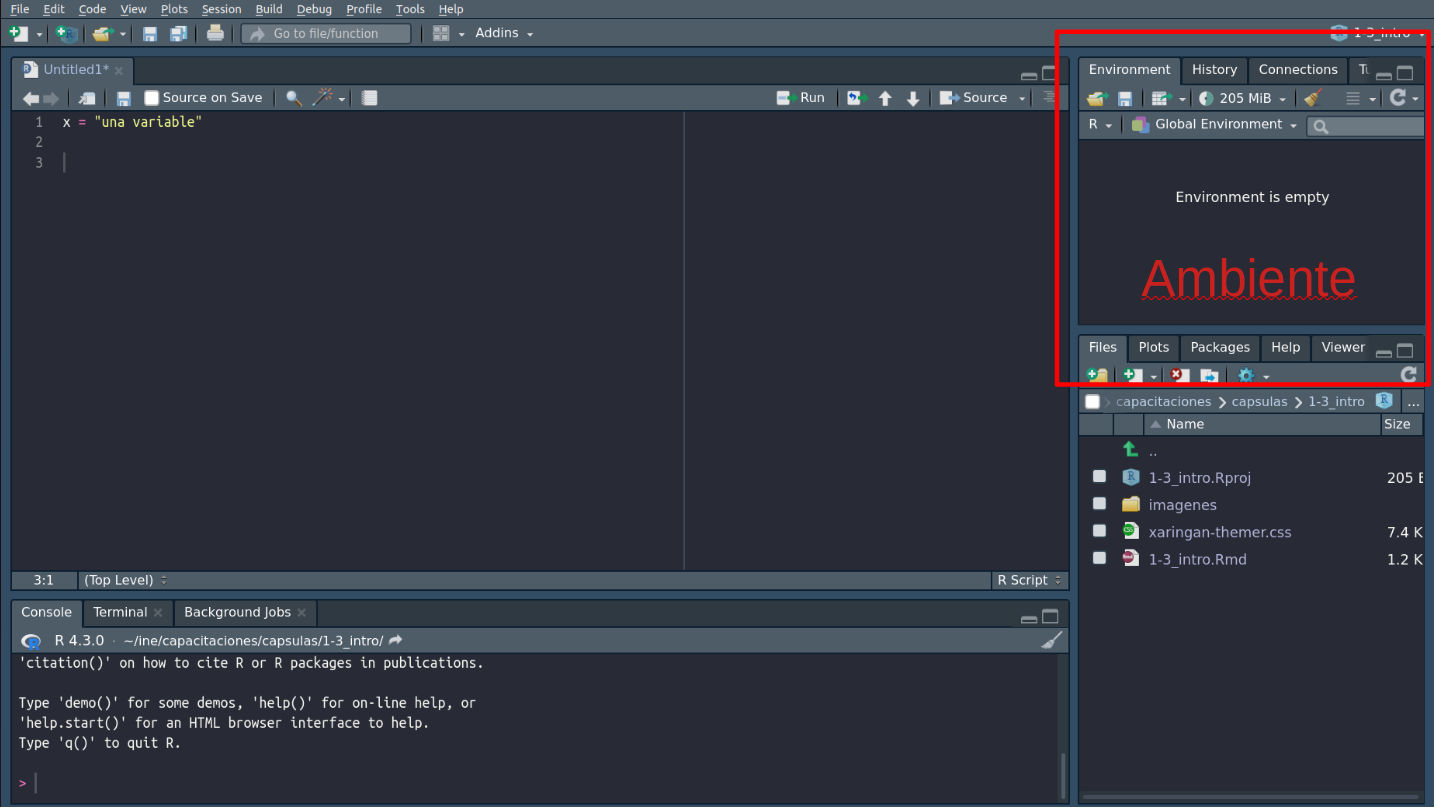 File Edit Code View Plots Session Build Debug Profile Tools Help
Go to file/function Addins 1-3_intro
Untitled1*
Source on Save Run Source
1 x = "una variable"
2
3
3:1 (Top Level) R Script
Console Terminal Background Jobs
R 4.3.0 · ~/ine/capacitaciones/capsulas/1-3_intro/
'citation()' on how to cite R or R packages in publications.
Type 'demo()' for some demos, 'help()' for on-line help, or
'help.start()' for an HTML browser interface to help.
Type 'q()' to quit R.
>
Environment History Connections
205 MiB
R Global Environment
Environment is empty
Ambiente
Files Plots Packages Help Viewer
capacitaciones capsulas 1-3_intro ...
Name Size
..
1-3_intro.Rproj 205
imagenes
xaringan-themer.css 7.4 K
1-3_intro.Rmd 1.2 K